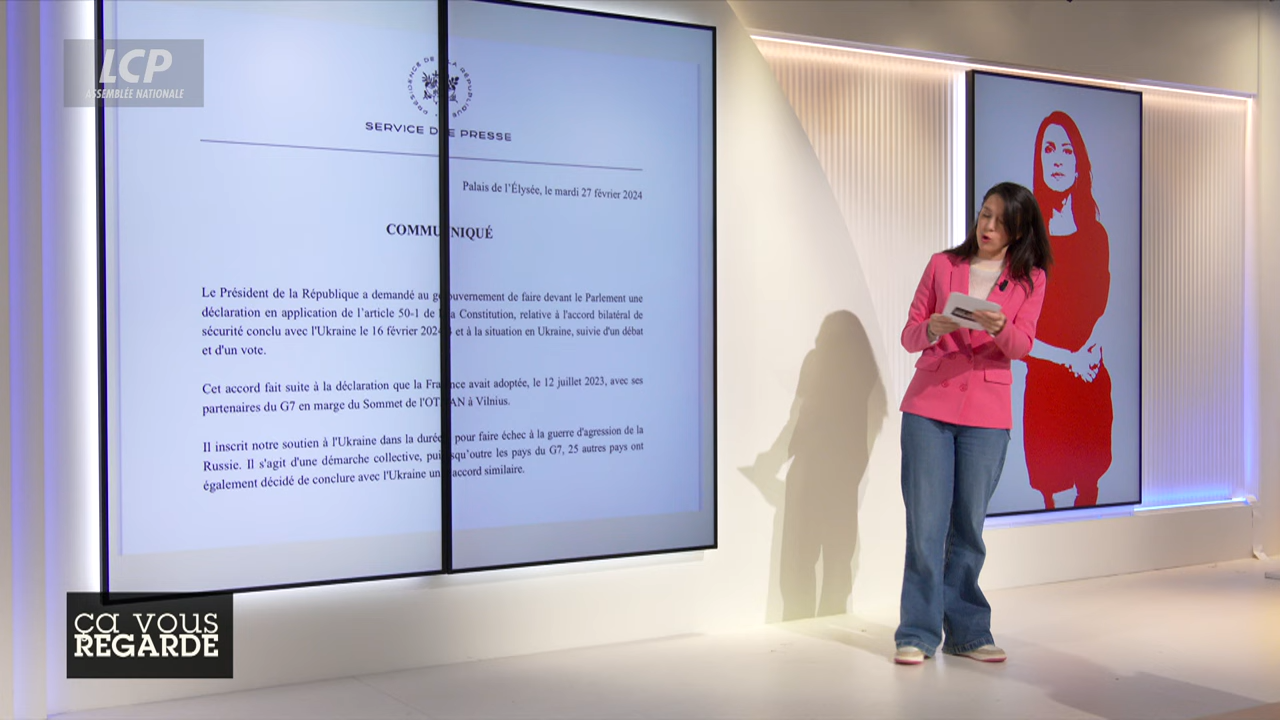 LCP
ASSEMBLÉE NATIONALE
PRÉSIDENCE DE LA RÉPUBLIQUE
SERVICE DE PRESSE
Palais de l'Élysée, le mardi 27 février 2024
COMMUNIQUÉ
Le Président de la République a demandé au gouvernement de faire devant le Parlement une
déclaration en application de l'article 50-1 de la Constitution, relative à l'accord bilatéral de
sécurité conclu avec l'Ukraine le 16 février 2024 et à la situation en Ukraine, suivie d'un débat
et d'un vote.
Cet accord fait suite à la déclaration que la France avait adoptée, le 12 juillet 2023, avec ses
partenaires du G7 en marge du Sommet de l'OTAN à Vilnius.
Il inscrit notre soutien à l'Ukraine dans la durée pour faire échec à la guerre d'agression de la
Russie. Il s'agit d'une démarche collective, puisqu'outre les pays du G7, 25 autres pays ont
également décidé de conclure avec l'Ukraine un accord similaire.
ça vous
REGARDE